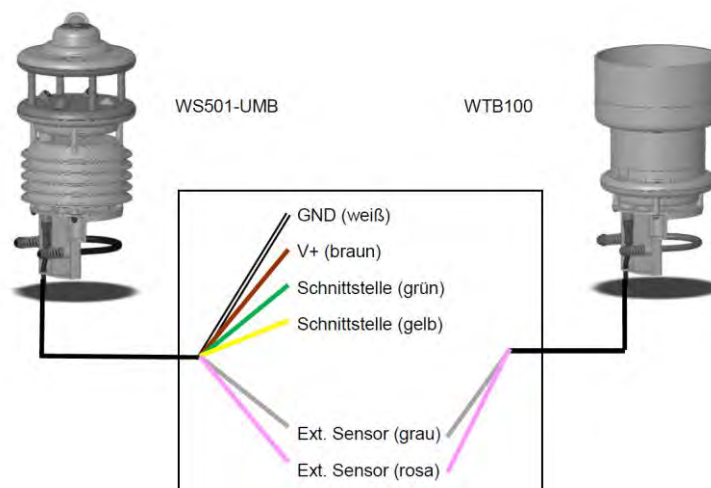 WS501-UMB
WTB100
GND (weiß)
V+ (braun)
Schnittstelle (grün)
Schnittstelle (gelb)
Ext. Sensor (grau)
Ext. Sensor (rosa)